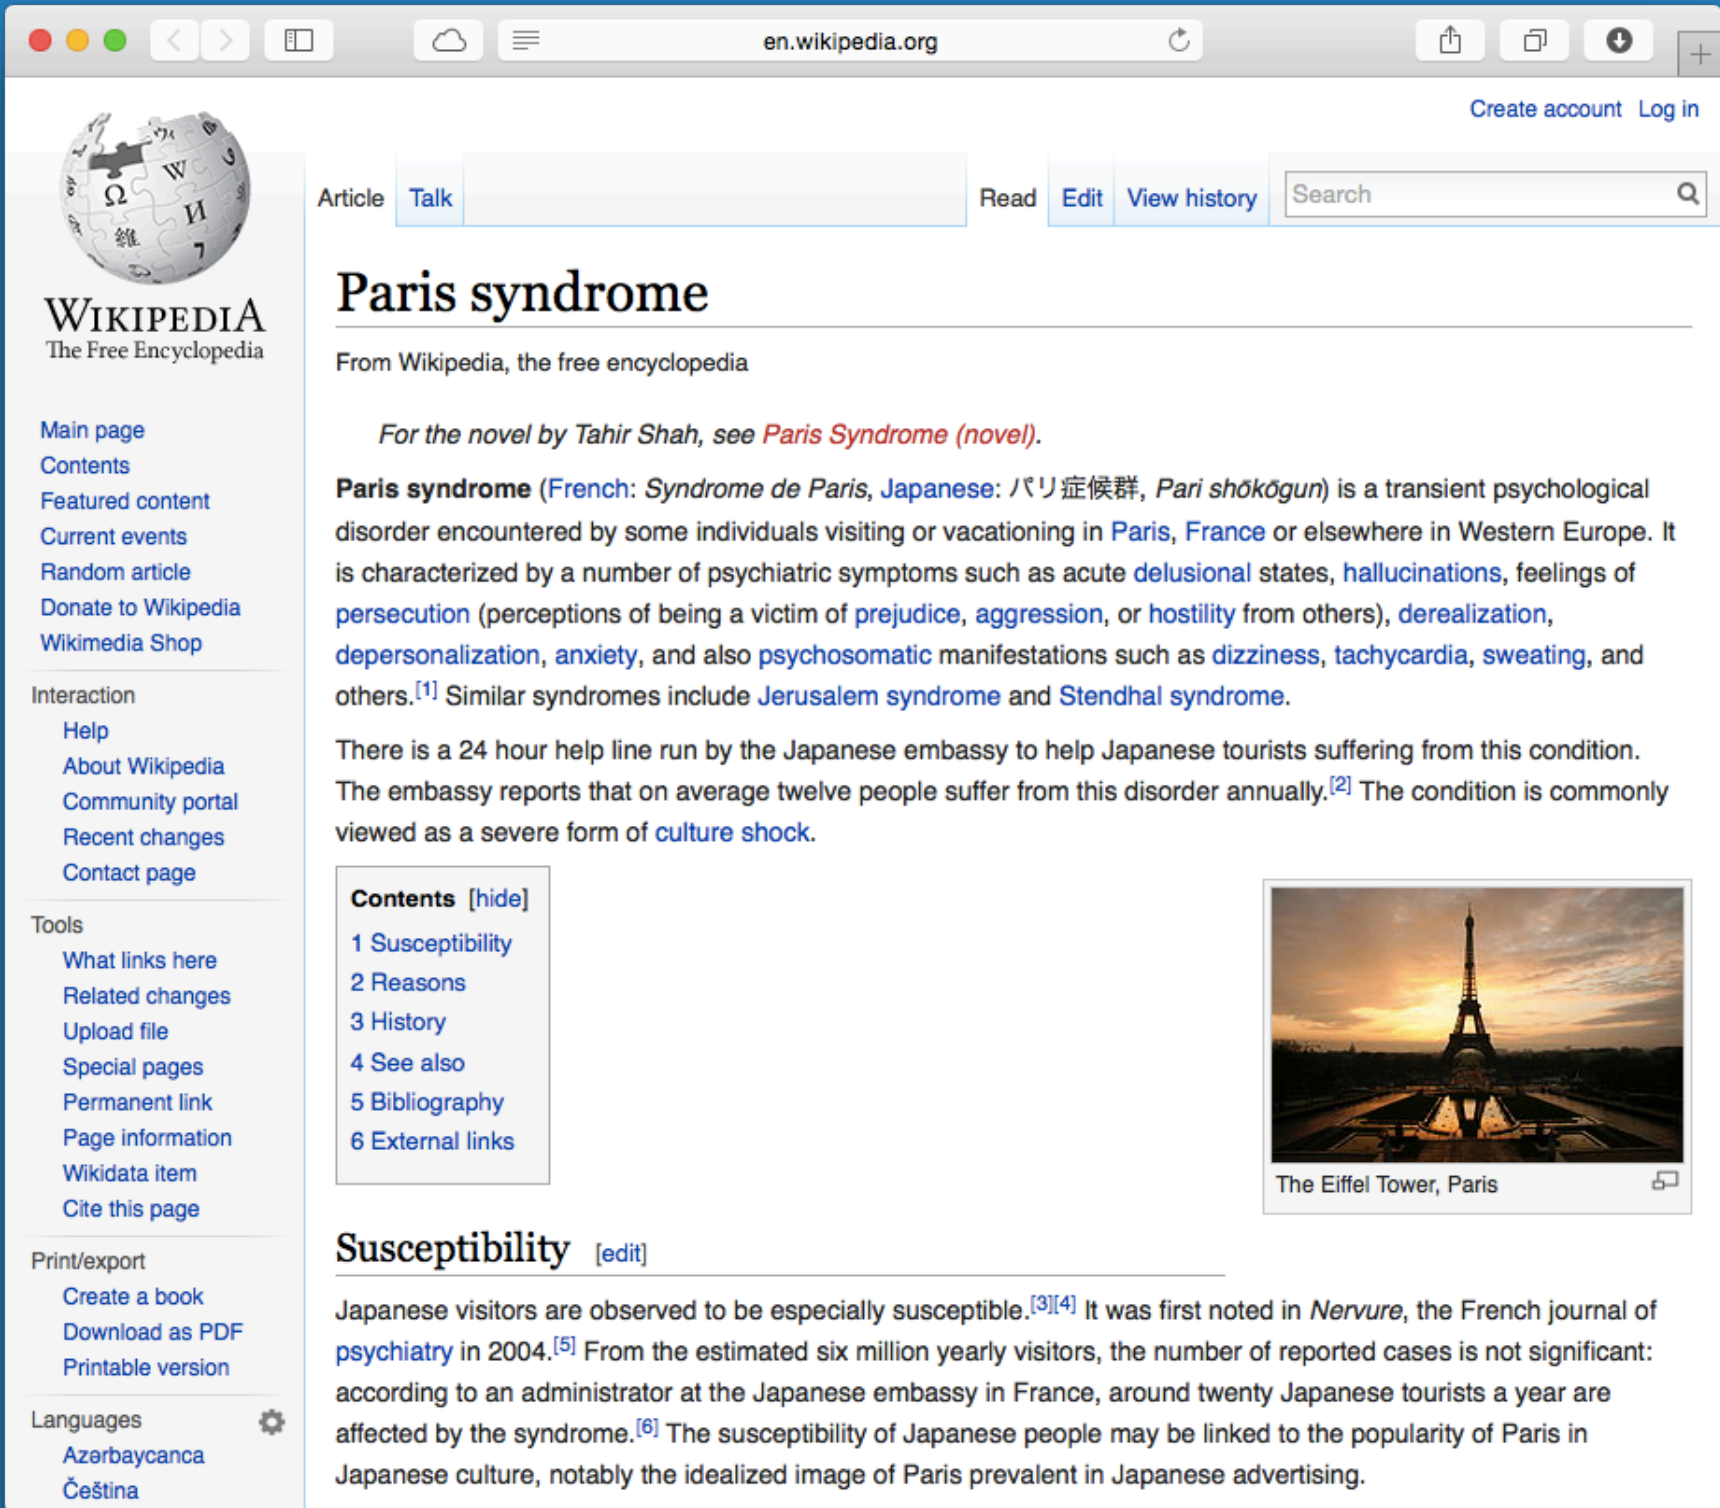 en.wikipedia.org
Create account Log in
Article Talk Read Edit View history Search
WIKIPEDIA
The Free Encyclopedia
Main page
Contents
Featured content
Current events
Random article
Donate to Wikipedia
Wikimedia Shop
Interaction
Help
About Wikipedia
Community portal
Recent changes
Contact page
Tools
What links here
Related changes
Upload file
Special pages
Permanent link
Page information
Wikidata item
Cite this page
Print/export
Create a book
Download as PDF
Printable version
Languages
Azərbaycanca
Čeština
Paris syndrome
From Wikipedia, the free encyclopedia
For the novel by Tahir Shah, see Paris Syndrome (novel).
Paris syndrome (French: Syndrome de Paris, Japanese: パリ症候群, Pari shōkōgun) is a transient psychological
disorder encountered by some individuals visiting or vacationing in Paris, France or elsewhere in Western Europe. It
is characterized by a number of psychiatric symptoms such as acute delusional states, hallucinations, feelings of
persecution (perceptions of being a victim of prejudice, aggression, or hostility from others), derealization,
depersonalization, anxiety, and also psychosomatic manifestations such as dizziness, tachycardia, sweating, and
others.[1] Similar syndromes include Jerusalem syndrome and Stendhal syndrome.
There is a 24 hour help line run by the Japanese embassy to help Japanese tourists suffering from this condition.
The embassy reports that on average twelve people suffer from this disorder annually.[2] The condition is commonly
viewed as a severe form of culture shock.
Contents [hide]
1 Susceptibility
2 Reasons
3 History
4 See also
5 Bibliography
6 External links
The Eiffel Tower, Paris
Susceptibility [edit]
Japanese visitors are observed to be especially susceptible.[3][4] It was first noted in Nervure, the French journal of
psychiatry in 2004.[5] From the estimated six million yearly visitors, the number of reported cases is not significant:
according to an administrator at the Japanese embassy in France, around twenty Japanese tourists a year are
affected by the syndrome.[6] The susceptibility of Japanese people may be linked to the popularity of Paris in
Japanese culture, notably the idealized image of Paris prevalent in Japanese advertising.